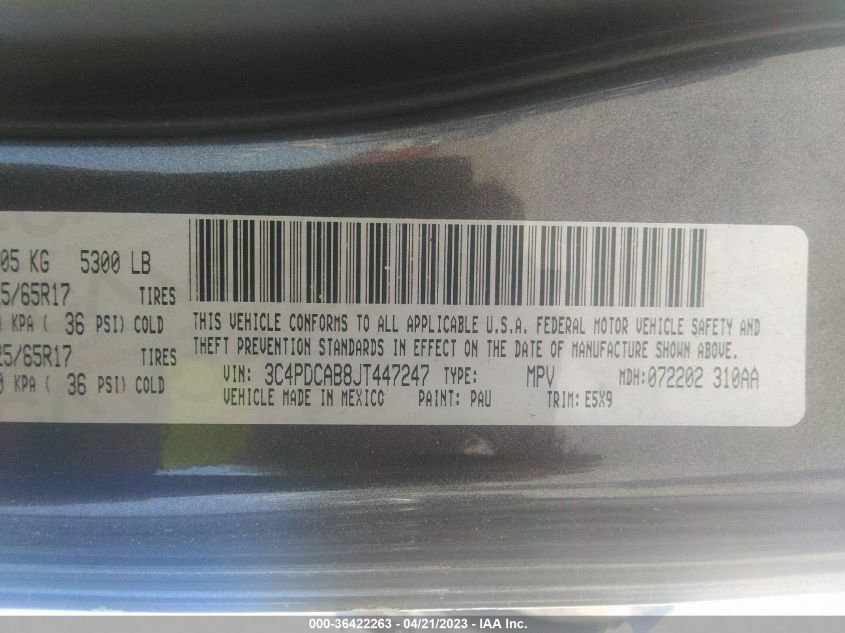 05 KG 5300 LB
5/65R17 TIRES
KPA ( 36 PSI) COLD
25/65R17 TIRES
0 KPA ( 36 PSI) COLD
THIS VEHICLE CONFORMS TO ALL APPLICABLE U.S.A. FEDERAL MOTOR VEHICLE SAFETY AND
THEFT PREVENTION STANDARDS IN EFFECT ON THE DATE OF MANUFACTURE SHOWN ABOVE.
VIN: 3C4PDCAB8JT447247 TYPE: MPV MDH:072202 310AA
VEHICLE MADE IN MEXICO PAINT: PAU TRIM: E5X9
000-36422263 - 04/21/2023 - IAA Inc.